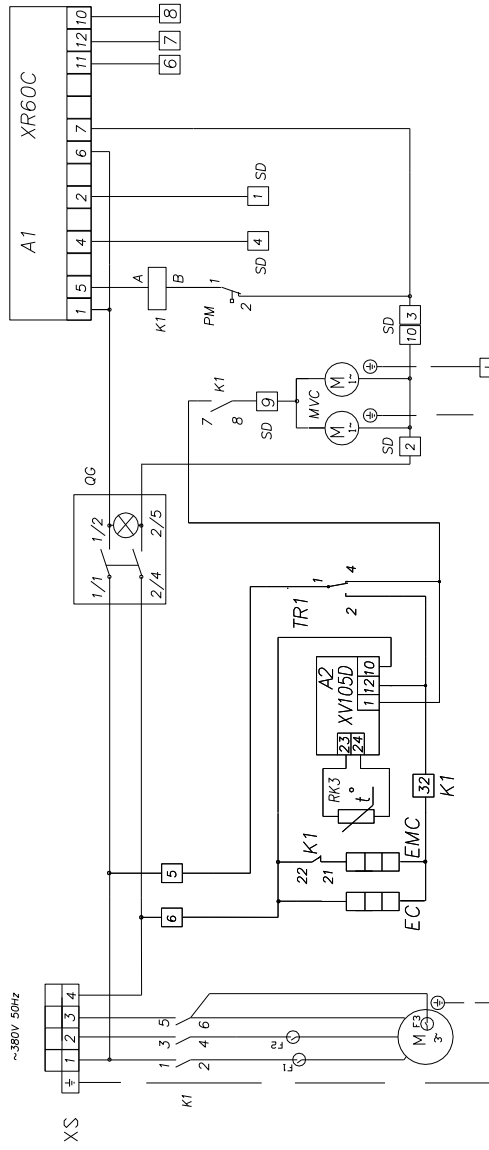 10
12
11
7
6
2
4
5
1
A1 XR60C
8
7
6
1 SD
4
SD
A
B
K1
1
2
PM
SD
10 3
K1
7
8
9
SD
MVC
M
1~
M
1~
SD
2
QG
1/1 1/2
2/4 2/5
TR1
1
2 4
A2
XV105D
1 12 10
23
24
RK3
t°
32
K1
K1
22 21
EMC
EC
5
6
~380V 50Hz
XS
1 2 3 4
1 3 5
2 4 6
K1
F1
F2
F3
M
3~